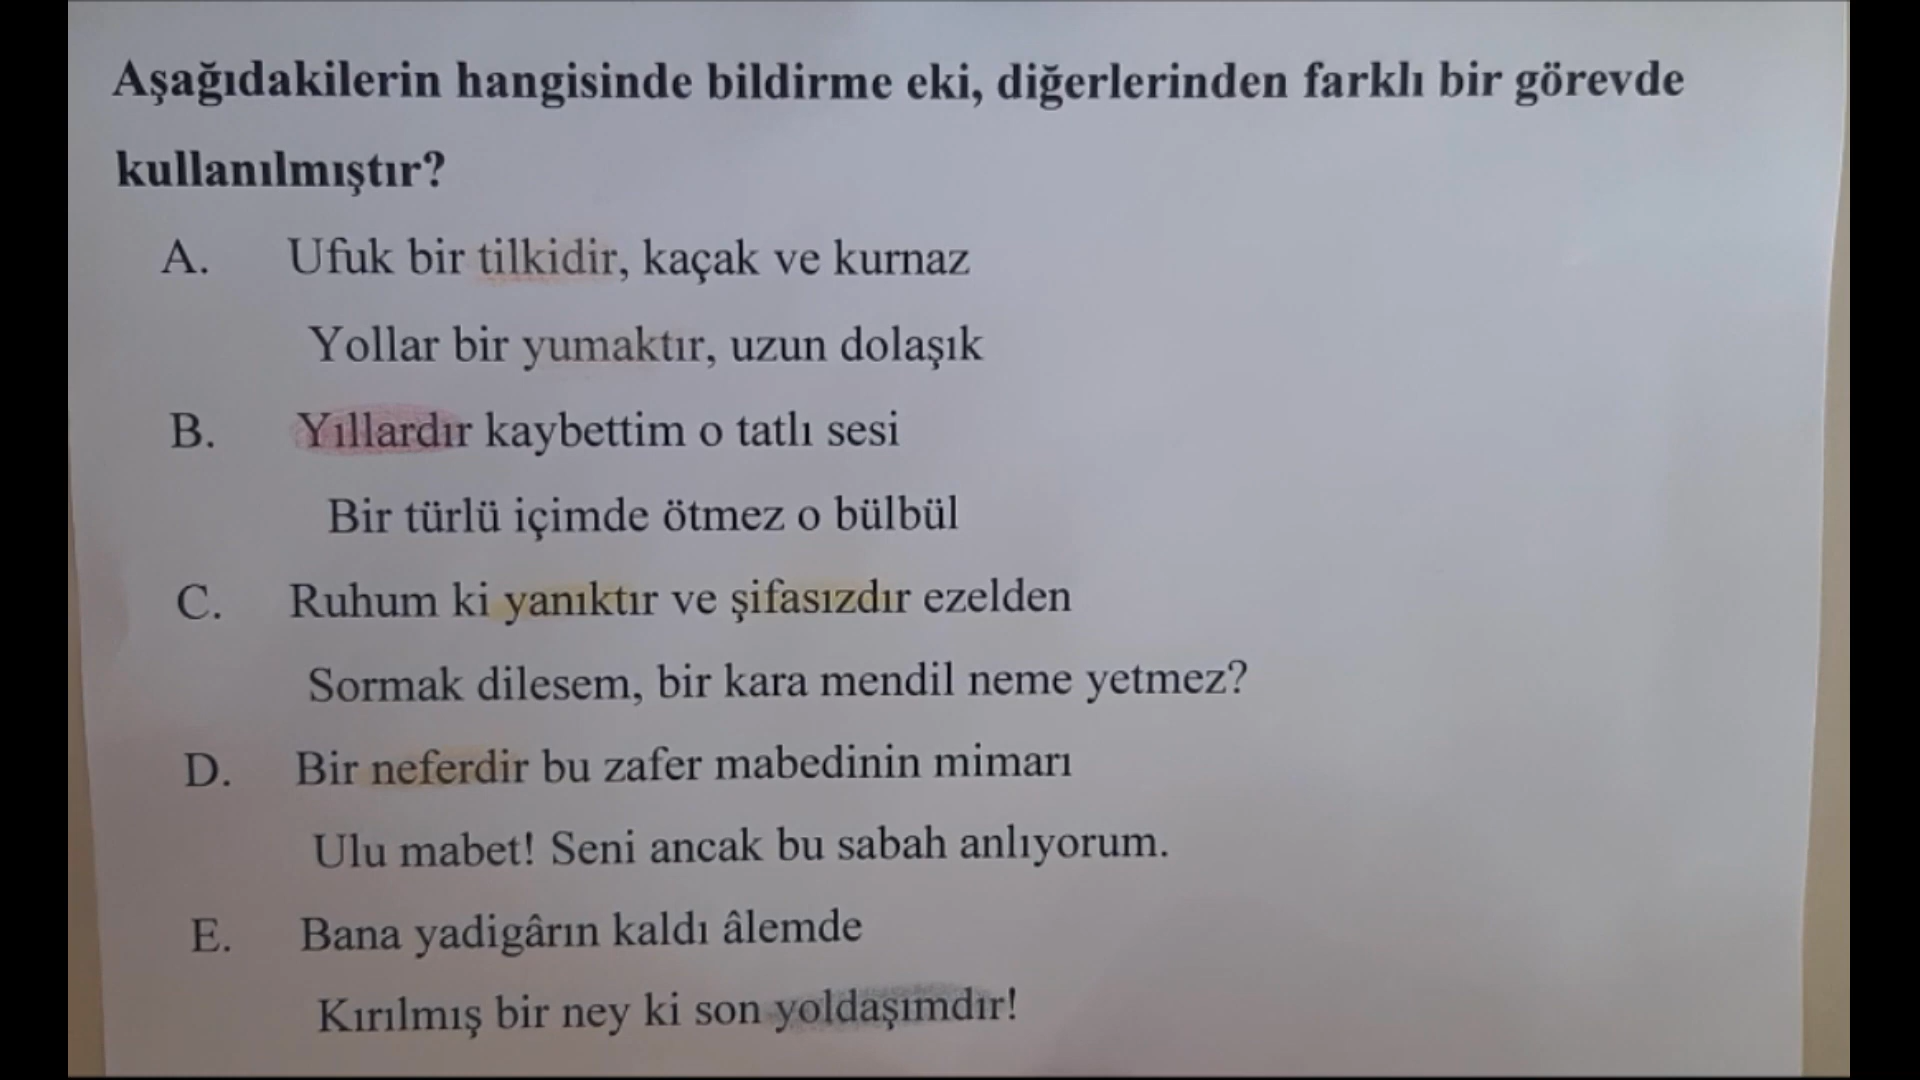 Aşağıdakilerin hangisinde bildirme eki, diğerlerinden farklı bir görevde
kullanılmıştır?
A. Ufuk bir tilkidir, kaçak ve kurnaz
Yollar bir yumaktır, uzun dolaşık
B. Yıllardır kaybettim o tatlı sesi
Bir türlü içimde ötmez o bülbül
C. Ruhum ki yanıktır ve şifasızdır ezelden
Sormak dilesem, bir kara mendil neme yetmez?
D. Bir neferdir bu zafer mabedinin mimarı
Ulu mabet! Seni ancak bu sabah anlıyorum.
E. Bana yadigârın kaldı âlemde
Kırılmış bir ney ki son yoldaşımdır!